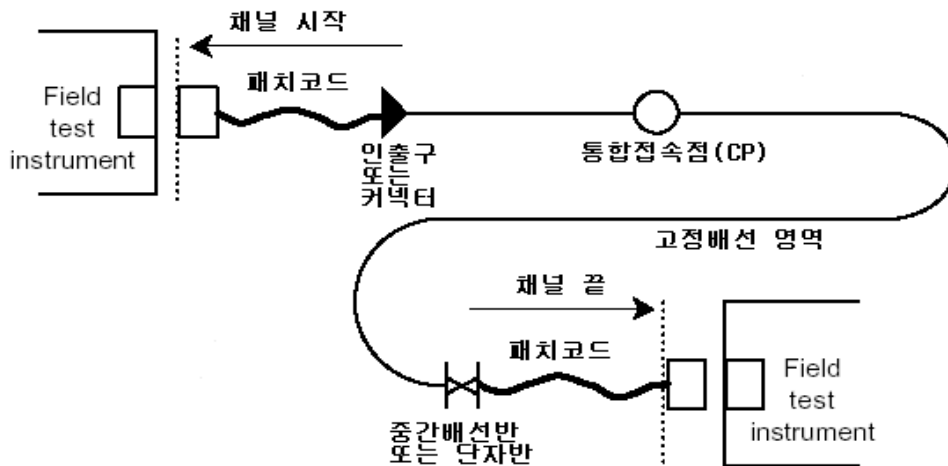 채널 시작
패치코드
Field
test
instrument
인출구
또는
커넥터
통합접속점(CP)
고정배선 영역
채널 끝
패치코드
Field
test
instrument
중간배선반
또는 단자반